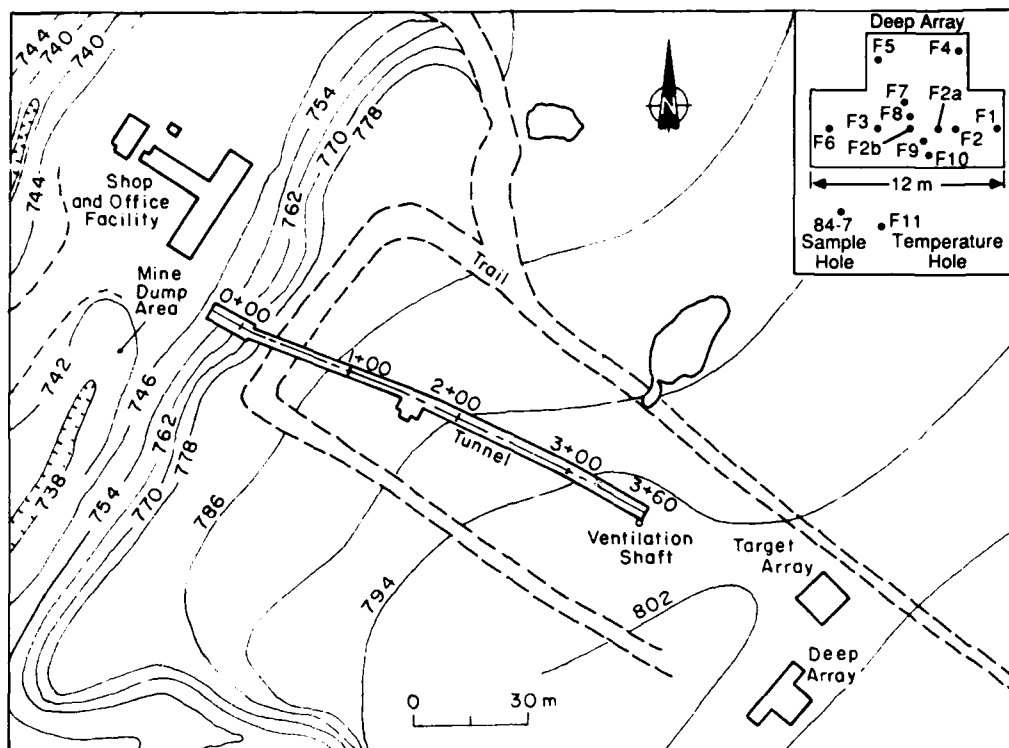 744
740
740
744
754
770
778
762
Shop
and Office
Facility
Mine
Dump
Area
0+00
1+00
2+00
3+00
3+60
Tunnel
Trail
N
742
746
762
778
738
754
770
786
794
802
Ventilation
Shaft
Target
Array
Deep
Array
0 30 m
Deep Array
F5 F4
F7 F2a
F3 F8 F1
F6 F2b F9 F2
F10
12 m
84-7 F11
Sample Temperature
Hole Hole